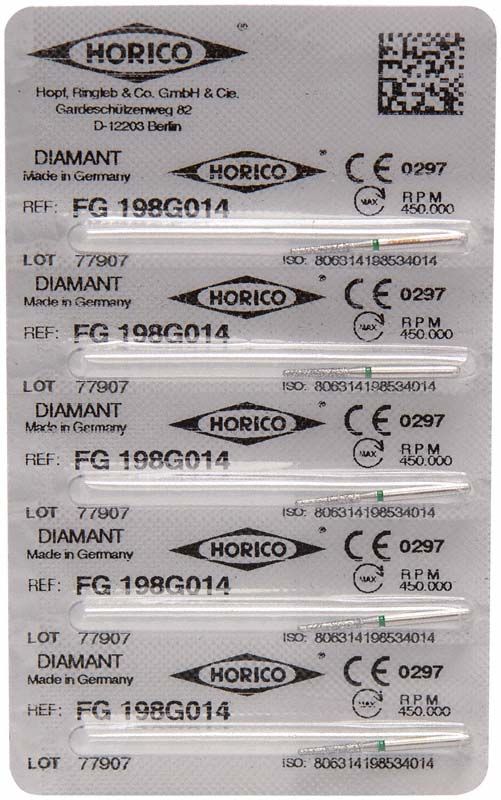 HORICO ®
Hopf, Ringleb & Co. GmbH & Cie.
Gardeschützenweg 82
D-12203 Berlin
DIAMANT HORICO ® CE 0297
Made in Germany
REF: FG 198G014 MAX RPM 450.000
LOT 77907 ISO: 806314198534014
DIAMANT HORICO ® CE 0297
Made in Germany
REF: FG 198G014 MAX RPM 450.000
LOT 77907 ISO: 806314198534014
DIAMANT HORICO ® CE 0297
Made in Germany
REF: FG 198G014 MAX RPM 450.000
LOT 77907 ISO: 806314198534014
DIAMANT HORICO ® CE 0297
Made in Germany
REF: FG 198G014 MAX RPM 450.000
LOT 77907 ISO: 806314198534014
DIAMANT HORICO ® CE 0297
Made in Germany
REF: FG 198G014 MAX RPM 450.000
LOT 77907 ISO: 806314198534014